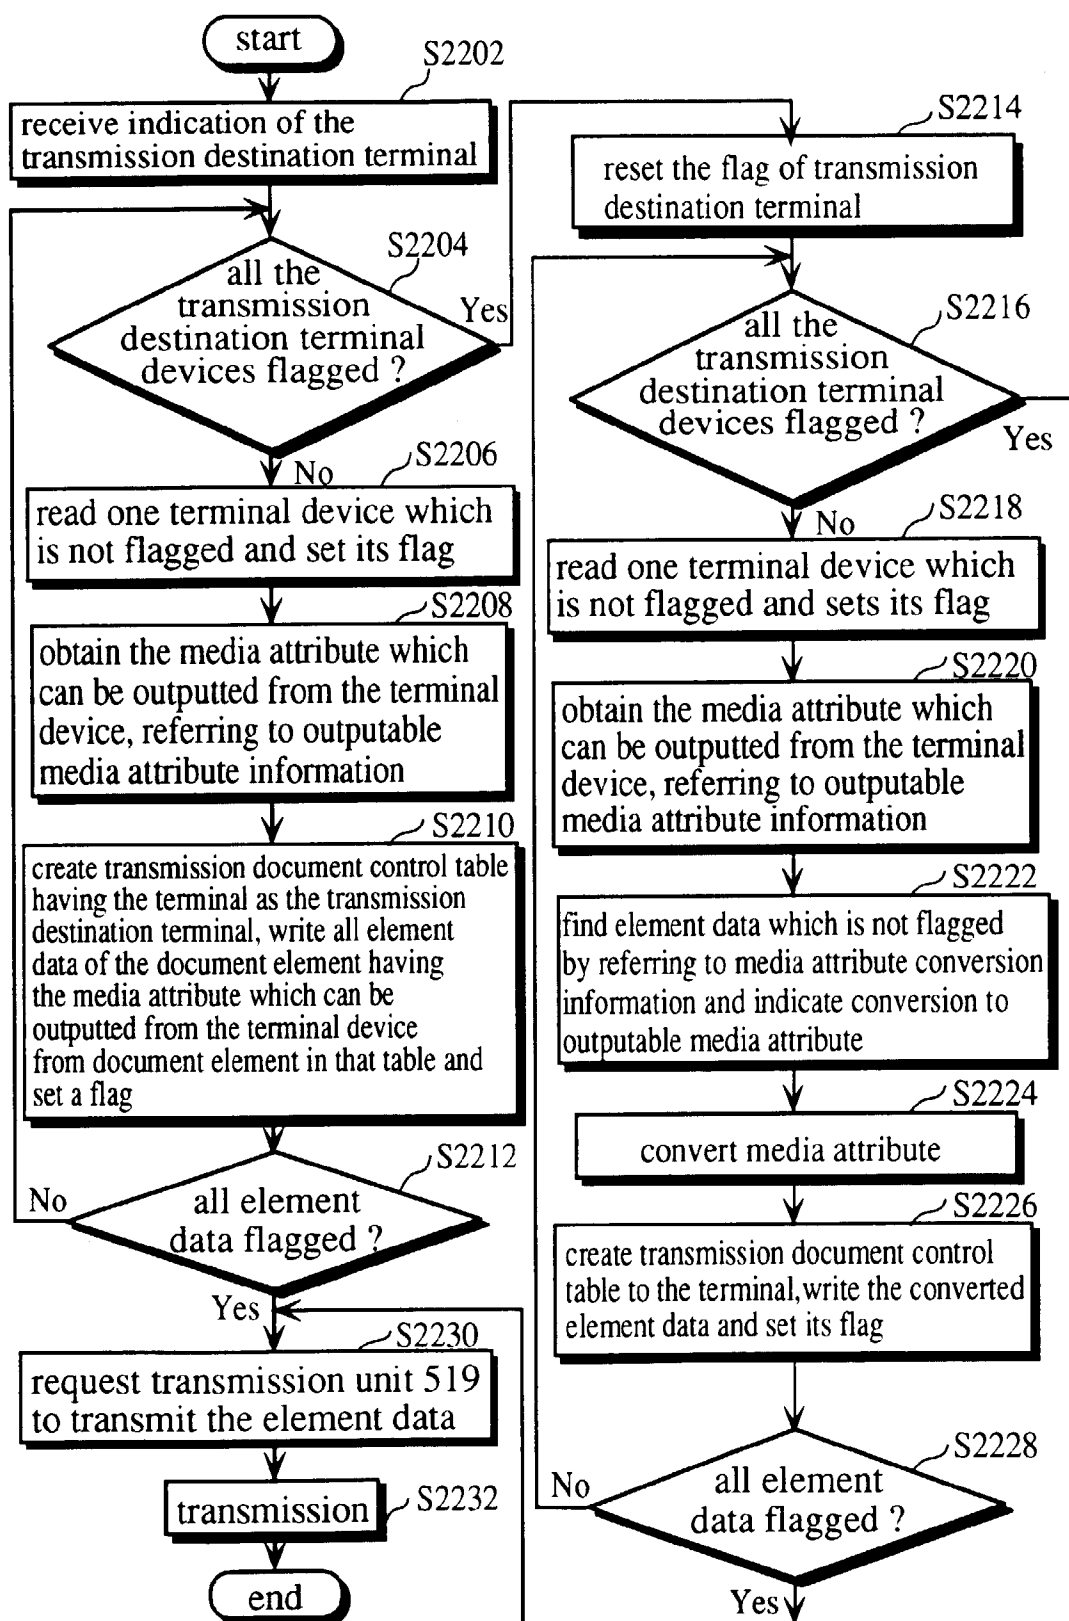 start
S2202
receive indication of the
transmission destination terminal
S2204
all the
transmission
destination terminal
devices flagged ?
Yes
No
S2206
read one terminal device which
is not flagged and set its flag
S2208
obtain the media attribute which
can be outputted from the terminal
device, referring to outputable
media attribute information
S2210
create transmission document control table
having the terminal as the transmission
destination terminal, write all element
data of the document element having
the media attribute which can be
outputted from the terminal device
from document element in that table and
set a flag
S2212
all element
data flagged ?
No
Yes
S2230
request transmission unit 519
to transmit the element data
S2232
transmission
end
S2214
reset the flag of transmission
destination terminal
S2216
all the
transmission
destination terminal
devices flagged ?
Yes
No
S2218
read one terminal device which
is not flagged and sets its flag
S2220
obtain the media attribute which
can be outputted from the terminal
device, referring to outputable
media attribute information
S2222
find element data which is not flagged
by referring to media attribute conversion
information and indicate conversion to
outputable media attribute
S2224
convert media attribute
S2226
create transmission document control
table to the terminal,write the converted
element data and set its flag
S2228
all element
data flagged ?
No
Yes